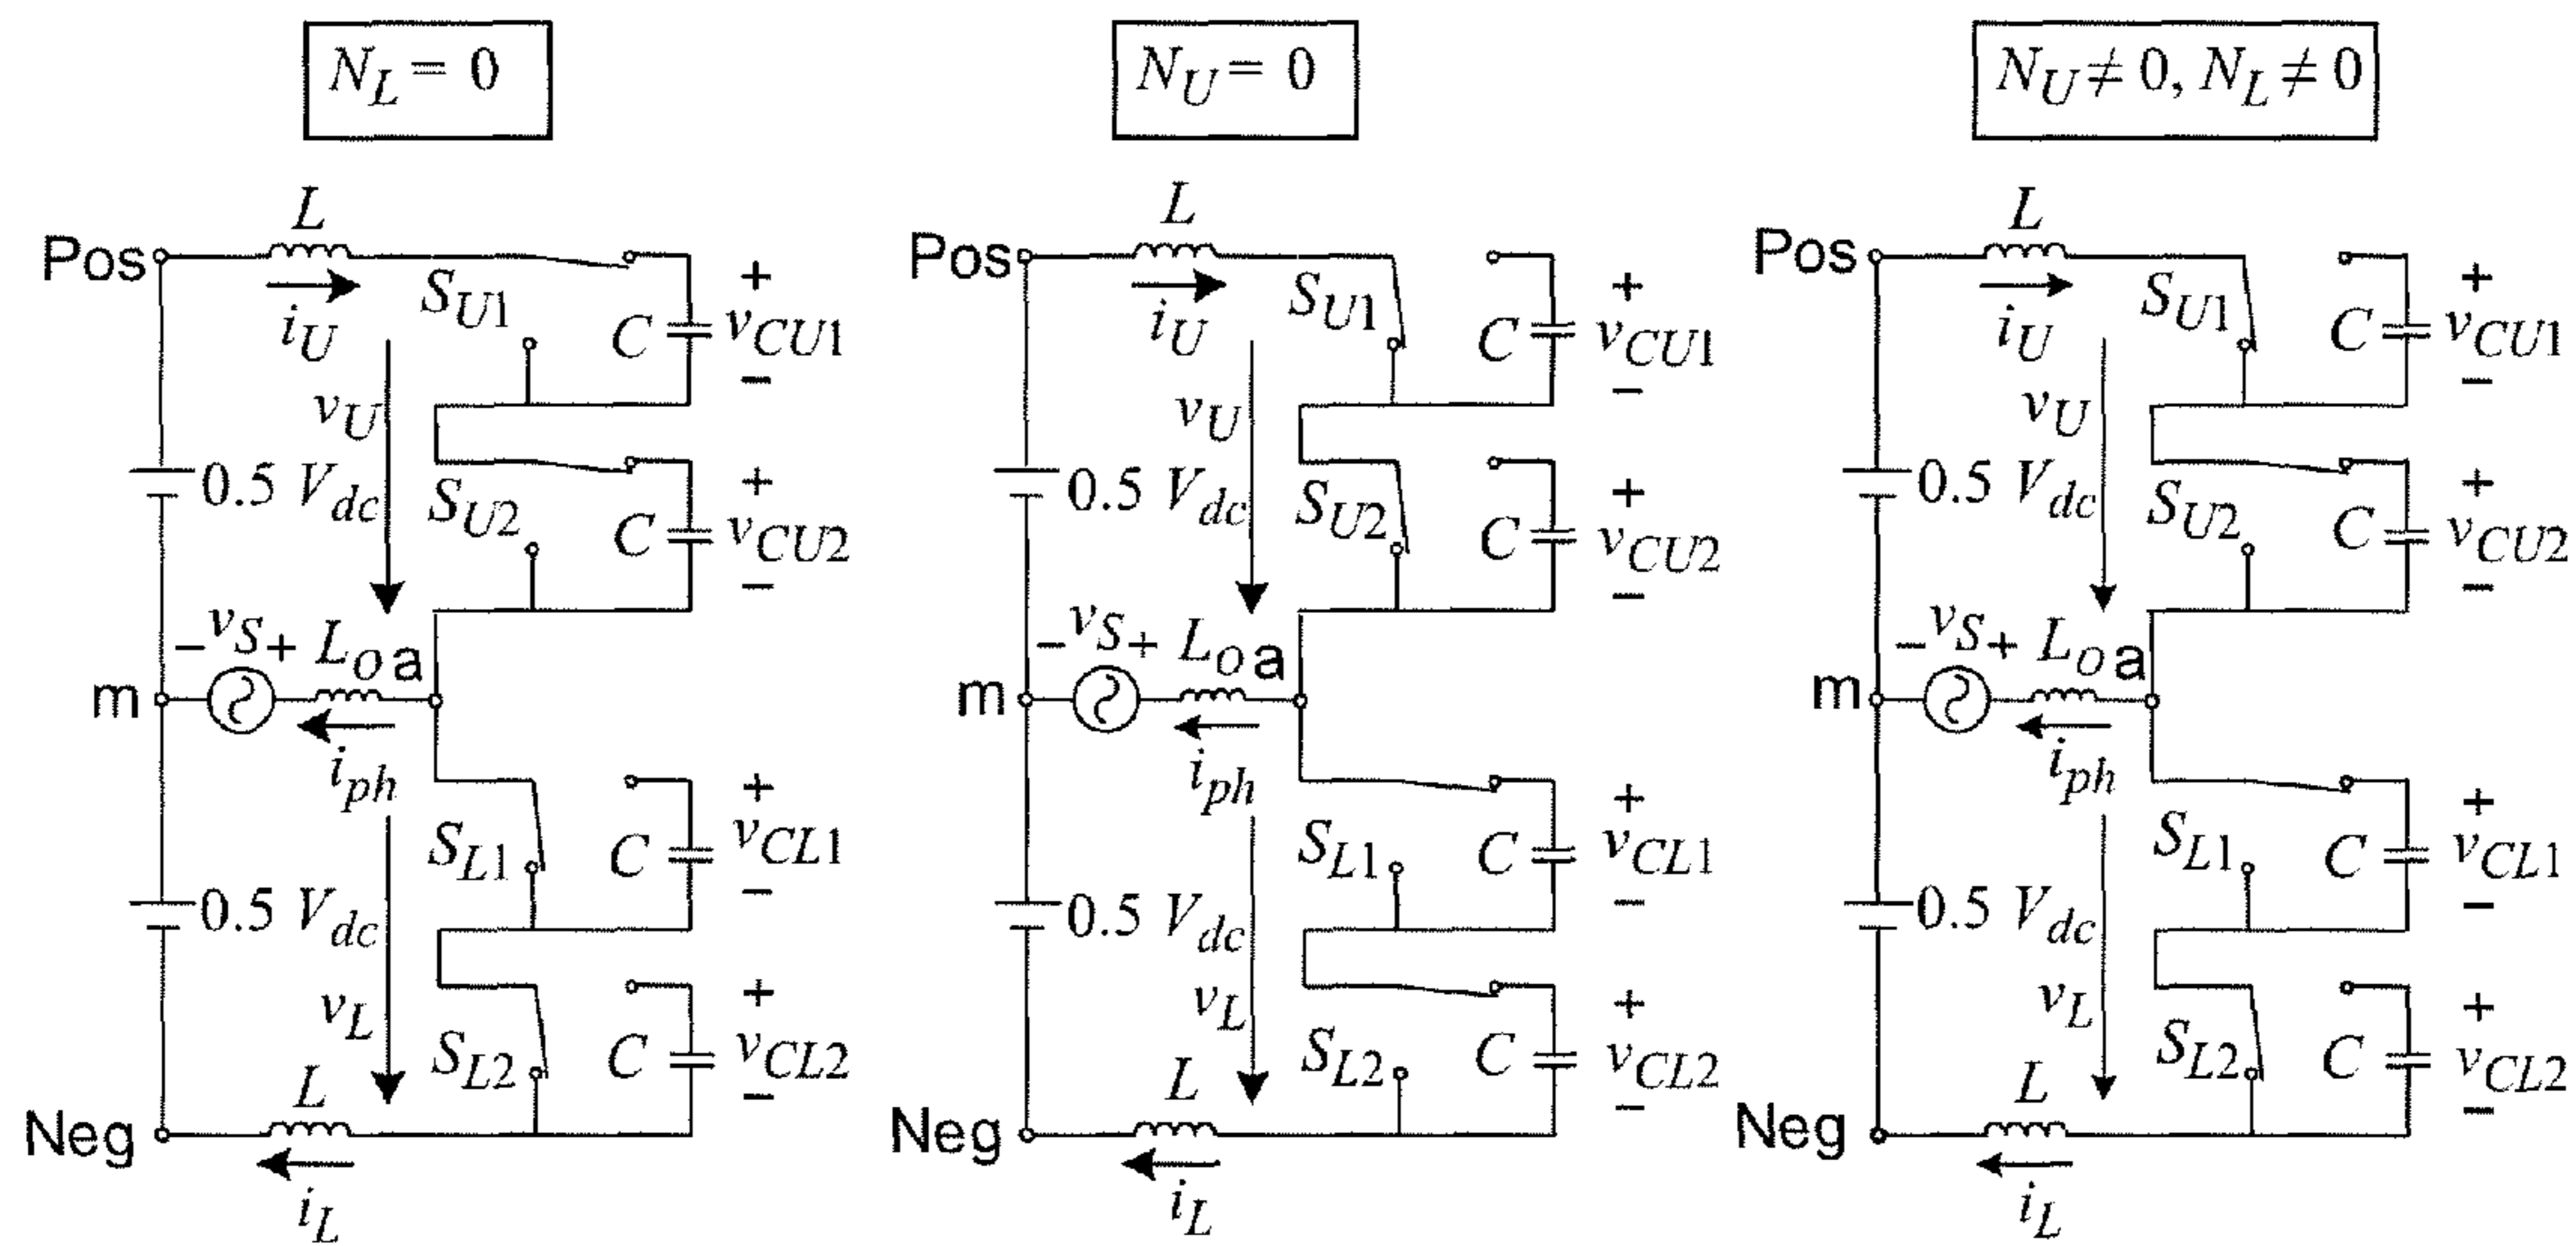 N_L = 0
Pos
L
i_U
S_U1
C
+
v_CU1
−
v_U
0.5 V_dc
S_U2
C
+
v_CU2
−
− v_S +
L_o
a
m
i_ph
S_L1
C
+
v_CL1
−
0.5 V_dc
v_L
S_L2
C
+
v_CL2
−
L
Neg
i_L
N_U = 0
Pos
L
i_U
S_U1
C
+
v_CU1
−
v_U
0.5 V_dc
S_U2
C
+
v_CU2
−
− v_S +
L_o
a
m
i_ph
S_L1
C
+
v_CL1
−
0.5 V_dc
v_L
S_L2
C
+
v_CL2
−
L
Neg
i_L
N_U ≠ 0, N_L ≠ 0
Pos
L
i_U
S_U1
C
+
v_CU1
−
v_U
0.5 V_dc
S_U2
C
+
v_CU2
−
− v_S +
L_o
a
m
i_ph
S_L1
C
+
v_CL1
−
0.5 V_dc
v_L
S_L2
C
+
v_CL2
−
L
Neg
i_L